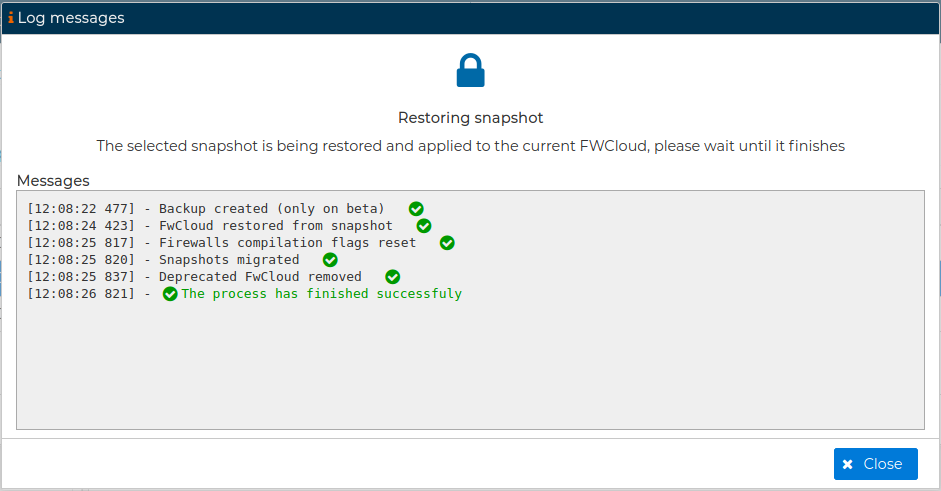 Log messages
Restoring snapshot
The selected snapshot is being restored and applied to the current FWCloud, please wait until it finishes
Messages
[12:08:22 477] - Backup created (only on beta)
[12:08:24 423] - FwCloud restored from snapshot
[12:08:25 817] - Firewalls compilation flags reset
[12:08:25 820] - Snapshots migrated
[12:08:25 837] - Deprecated FwCloud removed
[12:08:26 821] - The process has finished successfuly
Close